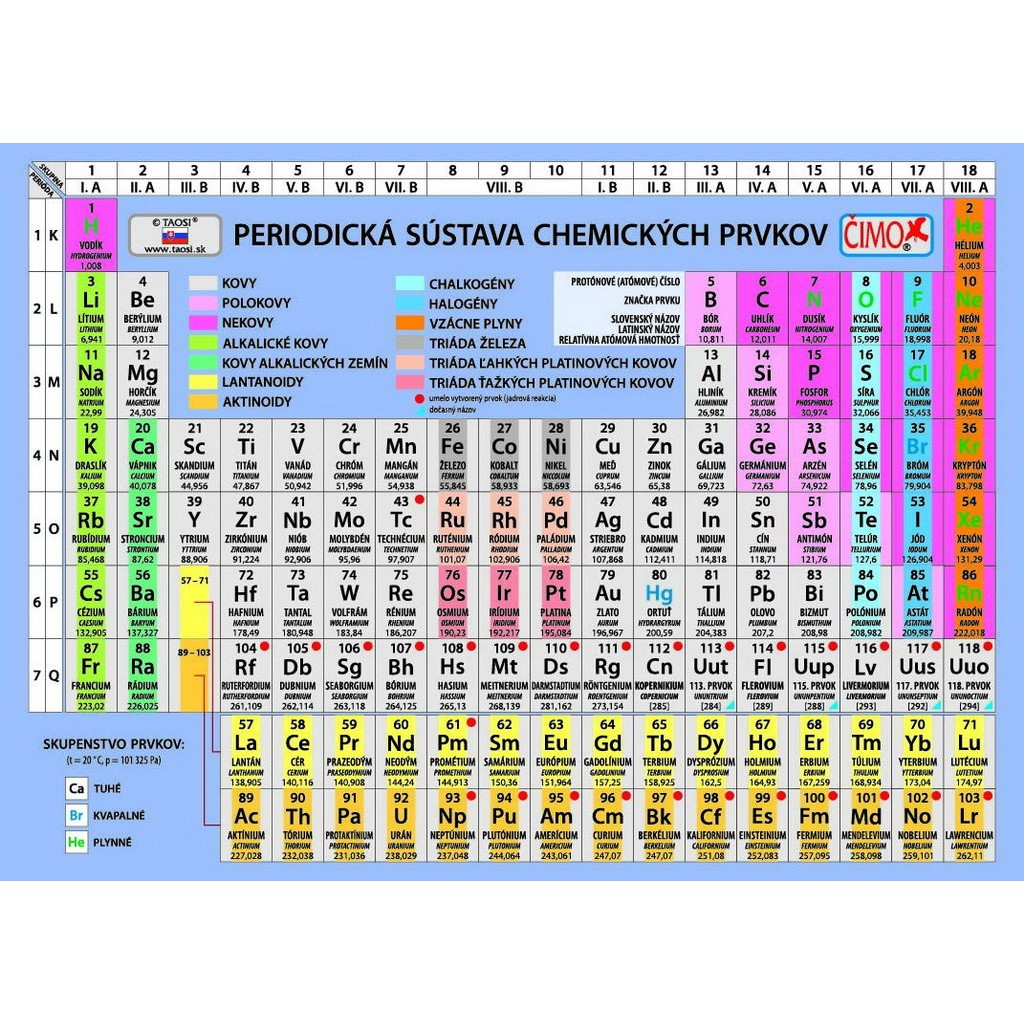 SKUPINA
PERIÓDA
1 2 3 4 5 6 7 8 9 10 11 12 13 14 15 16 17 18
I. A II. A III. B IV. B V. B VI. B VII. B VIII. B I. B II. B III. A IV. A V. A VI. A VII. A VIII. A
© TAOSI®
www.taosi.sk
PERIODICKÁ SÚSTAVA CHEMICKÝCH PRVKOV
ČIMO®
KOVY
POLOKOVY
NEKOVY
ALKALICKÉ KOVY
KOVY ALKALICKÝCH ZEMÍN
LANTANOIDY
AKTINOIDY
CHALKOGÉNY
HALOGÉNY
VZÁCNE PLYNY
TRIÁDA ŽELEZA
TRIÁDA ĽAHKÝCH PLATINOVÝCH KOVOV
TRIÁDA ŤAŽKÝCH PLATINOVÝCH KOVOV
umelo vytvorený prvok (jadrová reakcia)
dočasný názov
PROTÓNOVÉ (ATÓMOVÉ) ČÍSLO
ZNAČKA PRVKU
SLOVENSKÝ NÁZOV
LATINSKÝ NÁZOV
RELATÍVNA ATÓMOVÁ HMOTNOSŤ
1 K
1 2
H He
VODÍK HÉLIUM
HYDROGENIUM HELIUM
1,008 4,003
2 L
3 4 5 6 7 8 9 10
Li Be B C N O F Ne
LÍTIUM BERÝLIUM BÓR UHLÍK DUSÍK KYSLÍK FLUÓR NEÓN
LITHIUM BERYLLIUM BORUM CARBONEUM NITROGENIUM OXYGENIUM FLUORUM NEON
6,941 9,012 10,811 12,011 14,007 15,999 18,998 20,18
3 M
11 12 13 14 15 16 17 18
Na Mg Al Si P S Cl Ar
SODÍK HORČÍK HLINÍK KREMÍK FOSFOR SÍRA CHLÓR ARGÓN
NATRIUM MAGNESIUM ALUMINIUM SILICIUM PHOSPHORUS SULPHUR CHLORUM ARGON
22,99 24,305 26,982 28,086 30,974 32,066 35,453 39,948
4 N
19 20 21 22 23 24 25 26 27 28 29 30 31 32 33 34 35 36
K Ca Sc Ti V Cr Mn Fe Co Ni Cu Zn Ga Ge As Se Br Kr
DRASLÍK VÁPNIK SKANDIUM TITÁN VANÁD CHRÓM MANGÁN ŽELEZO KOBALT NIKEL MEĎ ZINOK GÁLIUM GERMÁNIUM ARZÉN SELÉN BRÓM KRYPTÓN
KALIUM CALCIUM SCANDIUM TITANIUM VANADIUM CHROMIUM MANGANUM FERRUM COBALTUM NICCOLUM CUPRUM ZINCUM GALLIUM GERMANIUM ARSENICUM SELENIUM BROMUM KRYPTON
39,098 40,078 44,956 47,867 50,942 51,996 54,938 55,845 58,933 58,693 63,546 65,38 69,723 72,63 74,922 78,96 79,904 83,798
5 O
37 38 39 40 41 42 43 44 45 46 47 48 49 50 51 52 53 54
Rb Sr Y Zr Nb Mo Tc Ru Rh Pd Ag Cd In Sn Sb Te I Xe
RUBÍDIUM STRONCIUM YTRIUM ZIRKÓNIUM NIÓB MOLYBDÉN TECHNÉCIUM RUTÉNIUM RÓDIUM PALÁDIUM STRIEBRO KADMIUM INDIUM CÍN ANTIMÓN TELÚR JÓD XENÓN
RUBIDIUM STRONTIUM YTTRIUM ZIRCONIUM NIOBIUM MOLYBDAENUM TECHNETIUM RUTHENIUM RHODIUM PALLADIUM ARGENTUM CADMIUM INDIUM STANNUM STIBIUM TELLURIUM IODUM XENON
85,468 87,62 88,906 91,224 92,906 95,96 97,907 101,07 102,906 106,42 107,868 112,411 114,818 118,71 121,76 127,6 126,904 131,29
6 P
55 56 57 – 71 72 73 74 75 76 77 78 79 80 81 82 83 84 85 86
Cs Ba Hf Ta W Re Os Ir Pt Au Hg Tl Pb Bi Po At Rn
CÉZIUM BÁRIUM HAFNIUM TANTAL VOLFRÁM RÉNIUM OSMIUM IRÍDIUM PLATINA ZLATO ORTUŤ TÁLIUM OLOVO BIZMUT POLÓNIUM ASTÁT RADÓN
CAESIUM BARYUM HAFNIUM TANTALUM WOLFRAMIUM RHENIUM OSMIUM IRIDIUM PLATINUM AURUM HYDRARGYRUM THALLIUM PLUMBUM BISMUTHUM POLONIUM ASTATIUM RADON
132,905 137,327 178,49 180,948 183,84 186,207 190,23 192,217 195,084 196,967 200,59 204,383 207,2 208,98 208,982 209,987 222,018
7 Q
87 88 89 – 103 104 105 106 107 108 109 110 111 112 113 114 115 116 117 118
Fr Ra Rf Db Sg Bh Hs Mt Ds Rg Cn Uut Fl Uup Lv Uus Uuo
FRANCIUM RÁDIUM RUTERFORDIUM DUBNIUM SEABORGIUM BÓRIUM HASIUM MEITNERIUM DARMSTADTIUM RÖNTGENIUM KOPERNIKIUM 113. PRVOK FLEROVIUM 115. PRVOK LIVERMORIUM 117. PRVOK 118. PRVOK
FRANCIUM RADIUM RUTHERFORDIUM DUBNIUM SEABORGIUM BOHRIUM HASSIUM MEITNERIUM DARMSTADTIUM ROENTGENIUM COPERNICIUM UNUNTRIUM FLEROVIUM UNUNPENTIUM LIVERMORIUM UNUNSEPTIUM UNUNOCTIUM
223,02 226,025 261,109 262,114 263,118 264,125 265,13 268,139 281,162 273,154 [285] [284] [289] [288] [293] [292] [294]
SKUPENSTVO PRVKOV:
(t = 20 °C, p = 101 325 Pa)
Ca TUHÉ
Br KVAPALNÉ
He PLYNNÉ
57 58 59 60 61 62 63 64 65 66 67 68 69 70 71
La Ce Pr Nd Pm Sm Eu Gd Tb Dy Ho Er Tm Yb Lu
LANTÁN CÉR PRAZEODÝM NEODÝM PROMÉTIUM SAMÁRIUM EURÓPIUM GADOLÍNIUM TERBIUM DYSPRÓZIUM HOLMIUM ERBIUM TÚLIUM YTERBIUM LUTÉCIUM
LANTHANIUM CERIUM PRASEODYMIUM NEODYMIUM PROMETHIUM SAMARIUM EUROPIUM GADOLINIUM TERBIUM DYSPROSIUM HOLMIUM ERBIUM THULIUM YTTERBIUM LUTETIUM
138,905 140,116 140,908 144,24 144,913 150,36 151,964 157,25 158,925 162,5 164,93 167,259 168,934 173,04 174,97
89 90 91 92 93 94 95 96 97 98 99 100 101 102 103
Ac Th Pa U Np Pu Am Cm Bk Cf Es Fm Md No Lr
AKTÍNIUM TÓRIUM PROTAKTÍNIUM URÁN NEPTÚNIUM PLUTÓNIUM AMERÍCIUM CURIUM BERKÉLIUM KALIFORNIUM EINSTEINIUM FERMIUM MENDELEVIUM NOBELIUM LAWRENCIUM
ACTINIUM THORIUM PROTACTINIUM URANIUM NEPTUNIUM PLUTONIUM AMERICIUM CURIUM BERKELIUM CALIFORNIUM EINSTEINIUM FERMIUM MENDELEVIUM NOBELIUM LAWRENTIUM
227,028 232,038 231,036 238,029 237,048 244,064 243,061 247,07 247,07 251,08 252,083 257,095 258,098 259,101 262,11